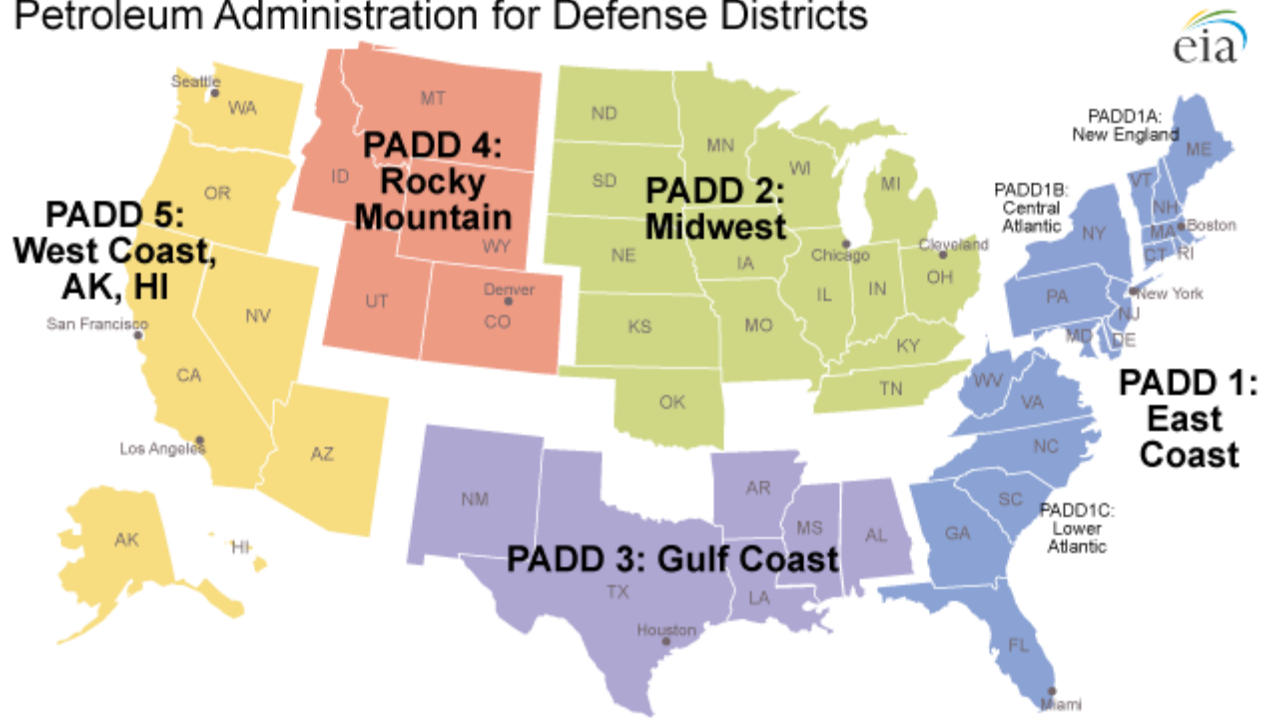 Petroleum Administration for Defense Districts
eia
Seattle
WA
OR
PADD 5:
West Coast,
AK, HI
San Francisco
NV
CA
Los Angeles
AZ
AK
HI
MT
PADD 4:
Rocky
Mountain
ID
WY
UT
Denver
CO
ND
MN
SD
WI
MI
PADD 2:
Midwest
NE
IA
Chicago
Cleveland
IL
IN
OH
KS
MO
KY
OK
TN
NM
AR
MS
AL
PADD 3: Gulf Coast
TX
LA
Houston
PADD1A:
New England
ME
VT
NH
MA
Boston
CT
RI
PADD1B:
Central
Atlantic
NY
PA
New York
NJ
MD
DE
PADD 1:
East
Coast
WV
VA
NC
SC
GA
PADD1C:
Lower
Atlantic
FL
Miami